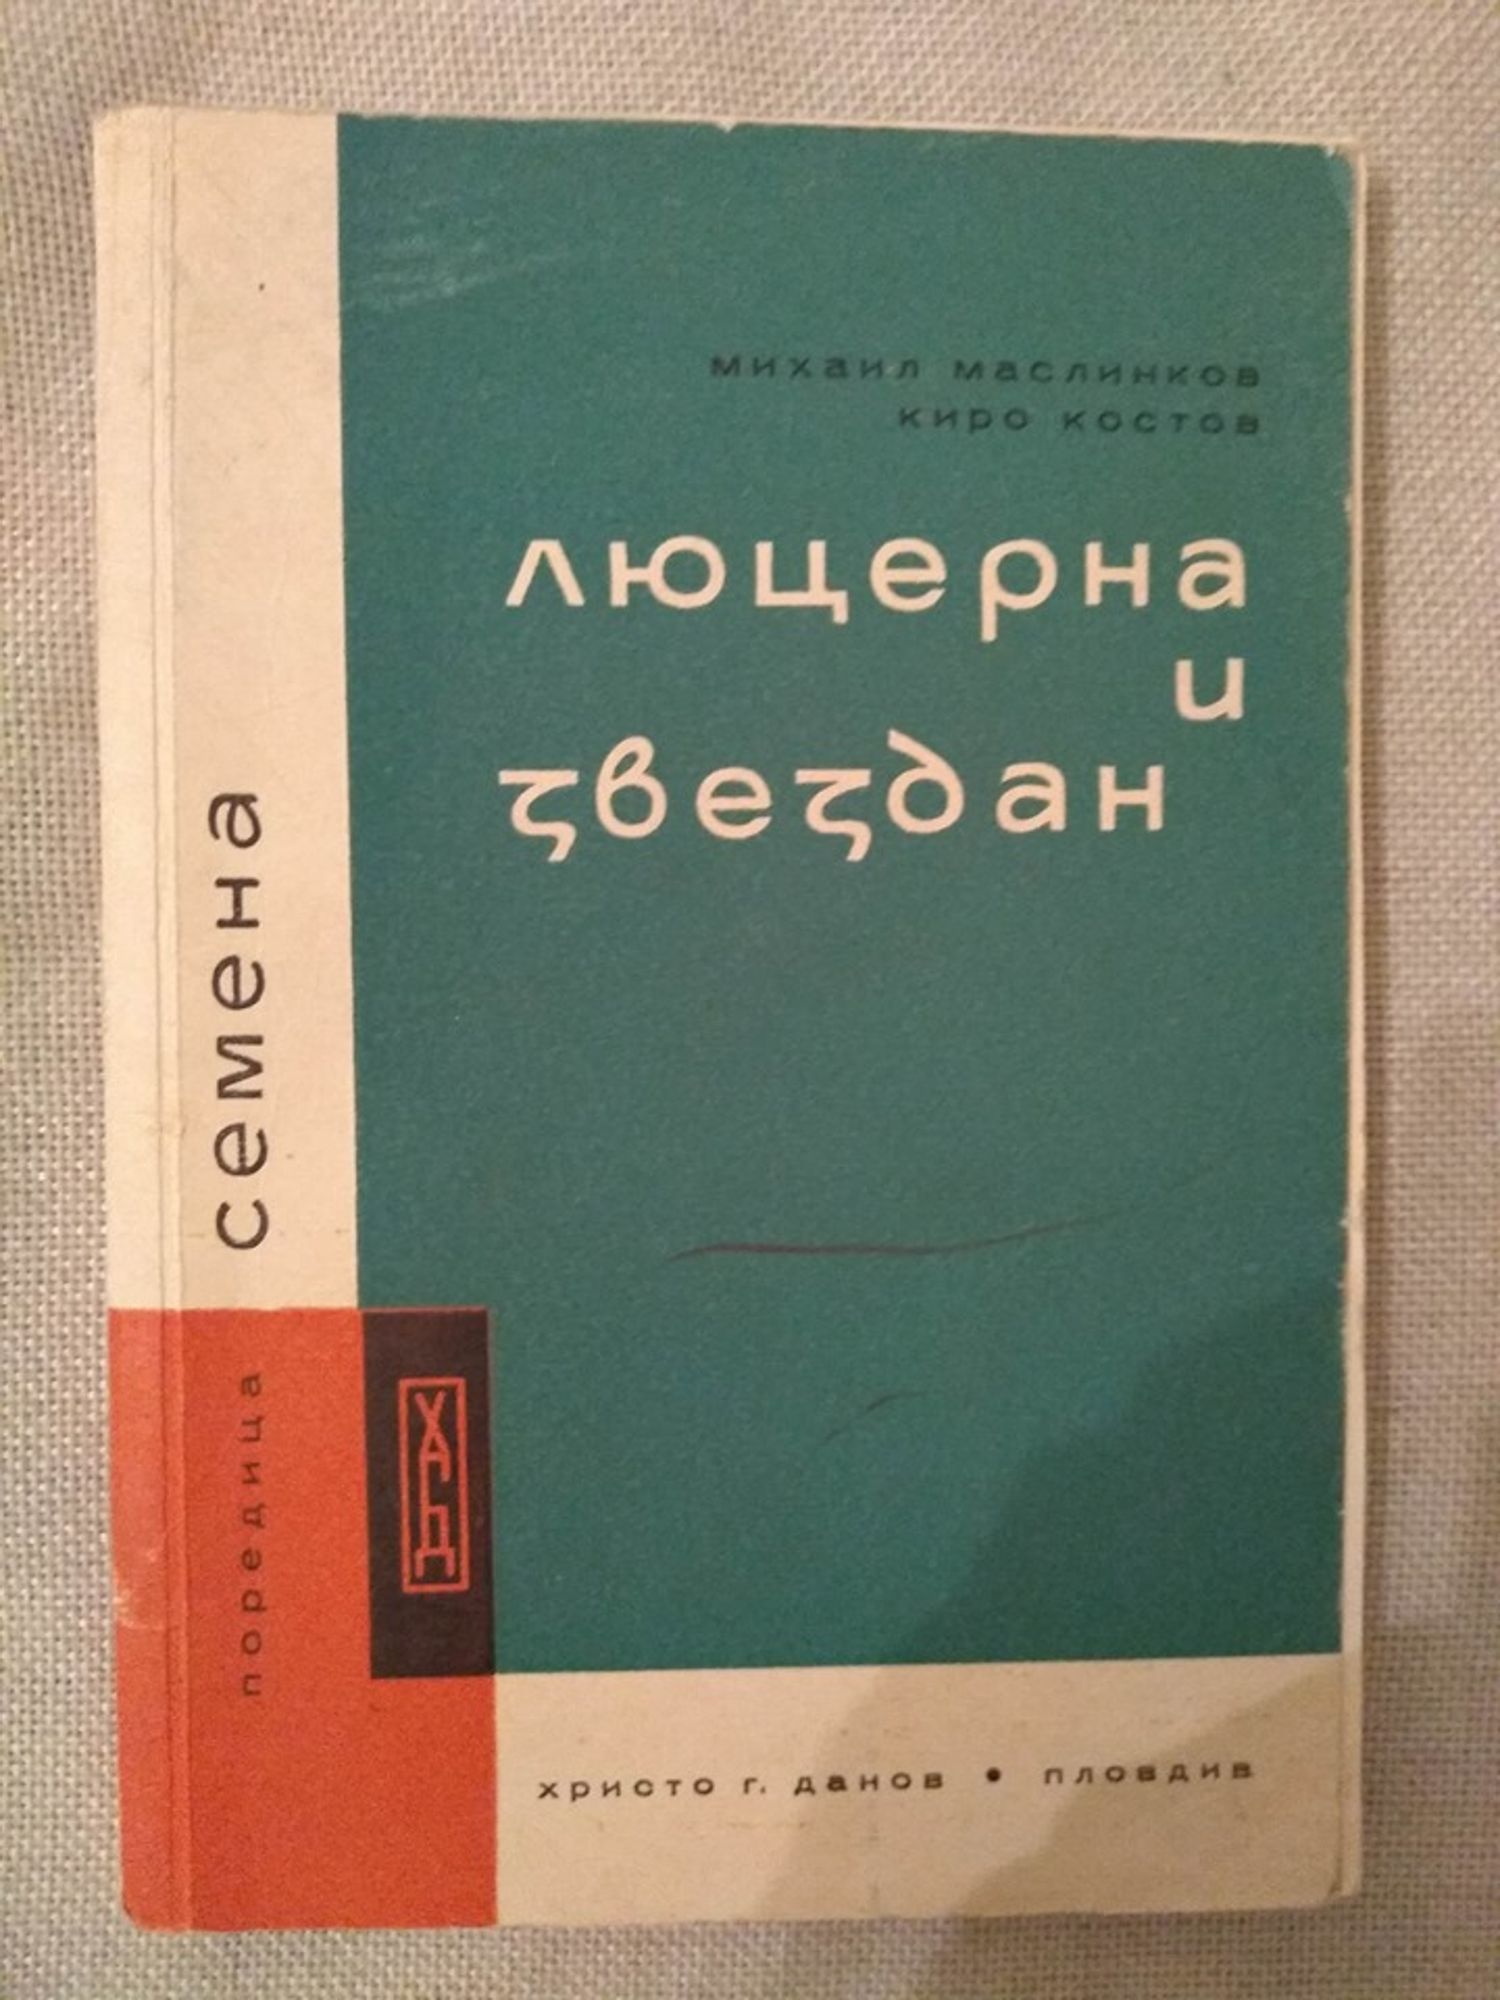 михаил маслинков
киро костов
люцерна
и
звездан
семена
поредица
ХГД
христо г. данов • пловдив